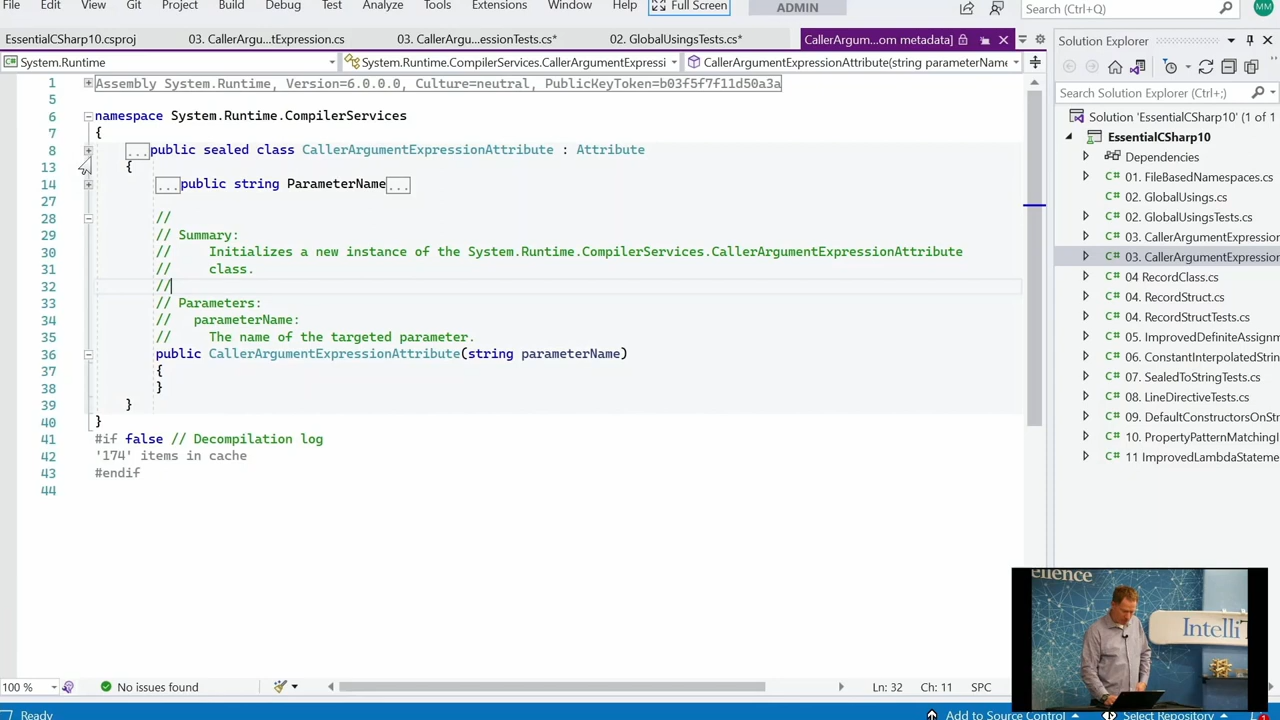 File Edit View Git Project Build Debug Test Analyze Tools Extensions Window Help Full Screen ADMIN Search (Ctrl+Q) MM
EssentialCSharp10.csproj 03. CallerArgu...tExpression.cs 03. CallerArgu...essionTests.cs* 02. GlobalUsingsTests.cs* CallerArgum...om metadata]
System.Runtime System.Runtime.CompilerServices.CallerArgumentExpressi CallerArgumentExpressionAttribute(string parameterName
1 Assembly System.Runtime, Version=6.0.0.0, Culture=neutral, PublicKeyToken=b03f5f7f11d50a3a
5
6 namespace System.Runtime.CompilerServices
7 {
8 ...public sealed class CallerArgumentExpressionAttribute : Attribute
13 {
14 ...public string ParameterName...
27
28 //
29 // Summary:
30 // Initializes a new instance of the System.Runtime.CompilerServices.CallerArgumentExpressionAttribute
31 // class.
32 //
33 // Parameters:
34 // parameterName:
35 // The name of the targeted parameter.
36 public CallerArgumentExpressionAttribute(string parameterName)
37 {
38 }
39 }
40 }
41 #if false // Decompilation log
42 '174' items in cache
43 #endif
44
100 % No issues found Ln: 32 Ch: 11 SPC
Ready Add to Source Control Select Repository 1
Solution Explorer
Search Solution Explorer (Ctrl+;)
Solution 'EssentialCSharp10' (1 of 1
EssentialCSharp10
Dependencies
C# 01. FileBasedNamespaces.cs
C# 02. GlobalUsings.cs
C# 02. GlobalUsingsTests.cs
C# 03. CallerArgumentExpression
C# 03. CallerArgumentExpression
C# 04 RecordClass.cs
C# 04. RecordStruct.cs
C# 04. RecordStructTests.cs
C# 05. ImprovedDefiniteAssignm
C# 06. ConstantInterpolatedStrin
C# 07. SealedToStringTests.cs
C# 08. LineDirectiveTests.cs
C# 09. DefaultConstructorsOnStr
C# 10. PropertyPatternMatchingI
C# 11 ImprovedLambdaStateme
ellence
IntelliT